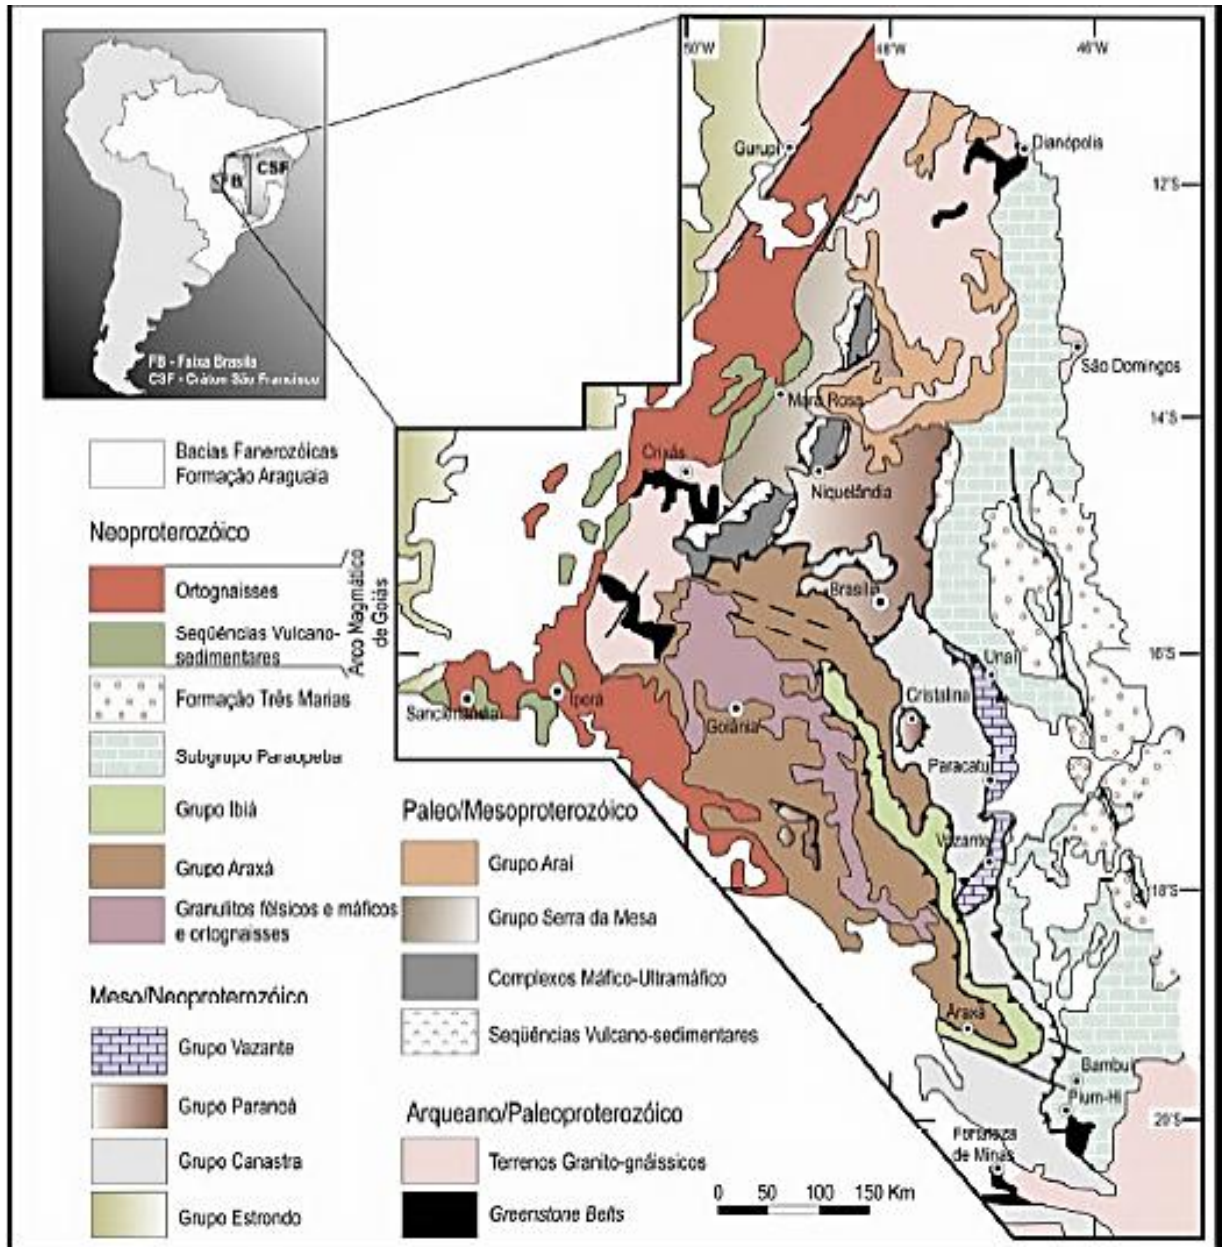 50°W
48°W
46°W
CSF
FB - Faixa Brasília
CSF - Cráton São Francisco
Gurupi
Dianópolis
12°S
São Domingos
Mara Rosa
14°S
Crixás
Niquelândia
Brasília
16°S
Unaí
Cristalina
Sanclerlândia
Iporá
Goiânia
Paracatu
Vazante
18°S
Araxá
Bambuí
Pium-Hi
20°S
Fortaleza
de Minas
Bacias Fanerozóicas
Formação Araguaia
Neoproterozóico
Ortognaisses
Seqüências Vulcano-
sedimentares
Arco Magmático
de Goiás
Formação Três Marias
Subgrupo Paraopeba
Grupo Ibiá
Grupo Araxá
Granulitos félsicos e máficos
e ortognaisses
Meso/Neoproterozóico
Grupo Vazante
Grupo Paranoá
Grupo Canastra
Grupo Estrondo
Paleo/Mesoproterozóico
Grupo Araí
Grupo Serra da Mesa
Complexos Máfico-Ultramáfico
Seqüências Vulcano-sedimentares
Arqueano/Paleoproterozóico
Terrenos Granito-gnáissicos
Greenstone Belts
0 50 100 150 Km